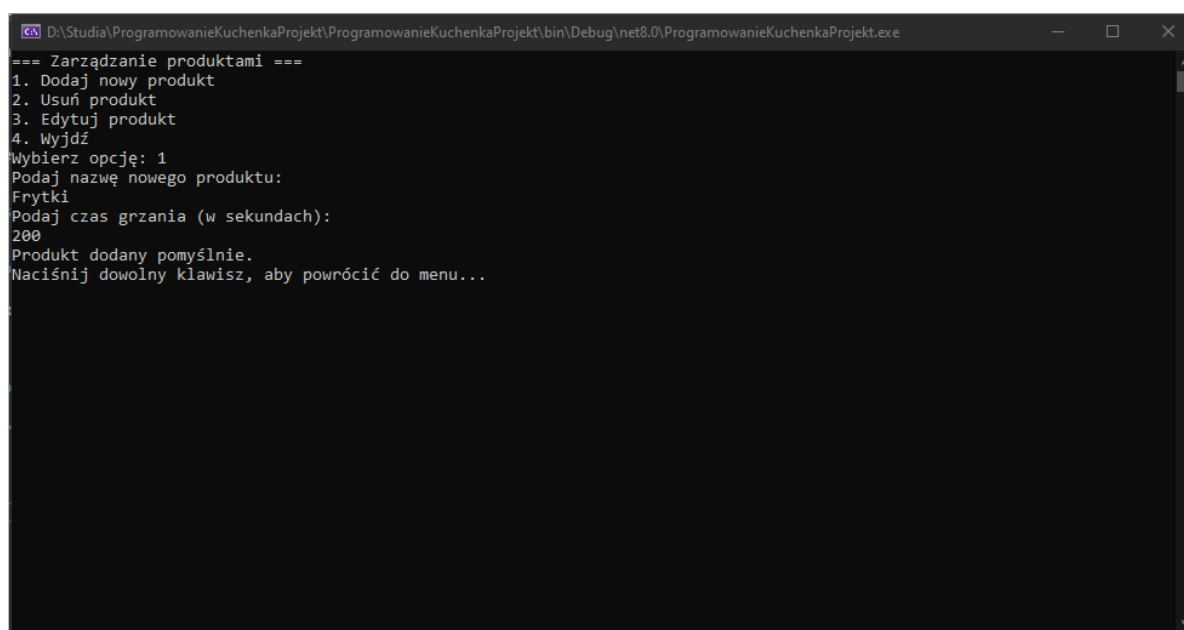 D:\Studia\ProgramowanieKuchenkaProjekt\ProgramowanieKuchenkaProjekt\bin\Debug\net8.0\ProgramowanieKuchenkaProjekt.exe
=== Zarządzanie produktami ===
1. Dodaj nowy produkt
2. Usuń produkt
3. Edytuj produkt
4. Wyjdź
Wybierz opcję: 1
Podaj nazwę nowego produktu:
Frytki
Podaj czas grzania (w sekundach):
200
Produkt dodany pomyślnie.
Naciśnij dowolny klawisz, aby powrócić do menu...